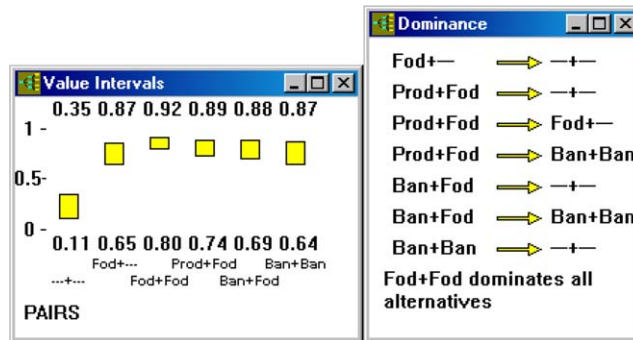 Value Intervals
0.35 0.87 0.92 0.89 0.88 0.87
1 -
0.5-
0 -
0.11 0.65 0.80 0.74 0.69 0.64
Fod+--- Prod+Fod Ban+Ban
---+--- Fod+Fod Ban+Fod
PAIRS
Dominance
Fod+— —+—
Prod+Fod —+—
Prod+Fod Fod+—
Prod+Fod Ban+Ban
Ban+Fod —+—
Ban+Fod Ban+Ban
Ban+Ban —+—
Fod+Fod dominates all
alternatives